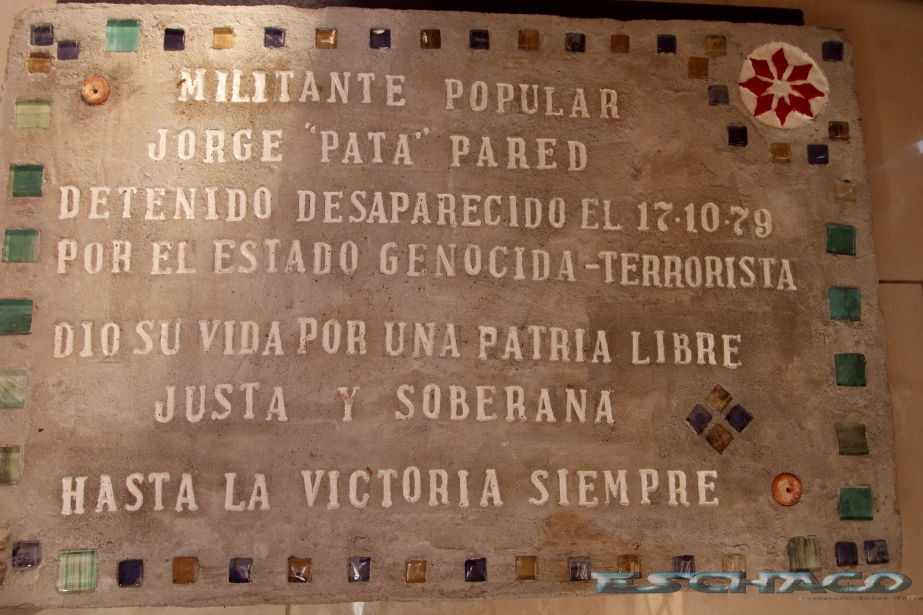 MILITANTE POPULAR
JORGE "PATA" PARED
DETENIDO DESAPARECIDO EL 17·10·79
POR EL ESTADO GENOCIDA-TERRORISTA
DIO SU VIDA POR UNA PATRIA LIBRE
JUSTA Y SOBERANA
HASTA LA VICTORIA SIEMPRE
ESCHACO